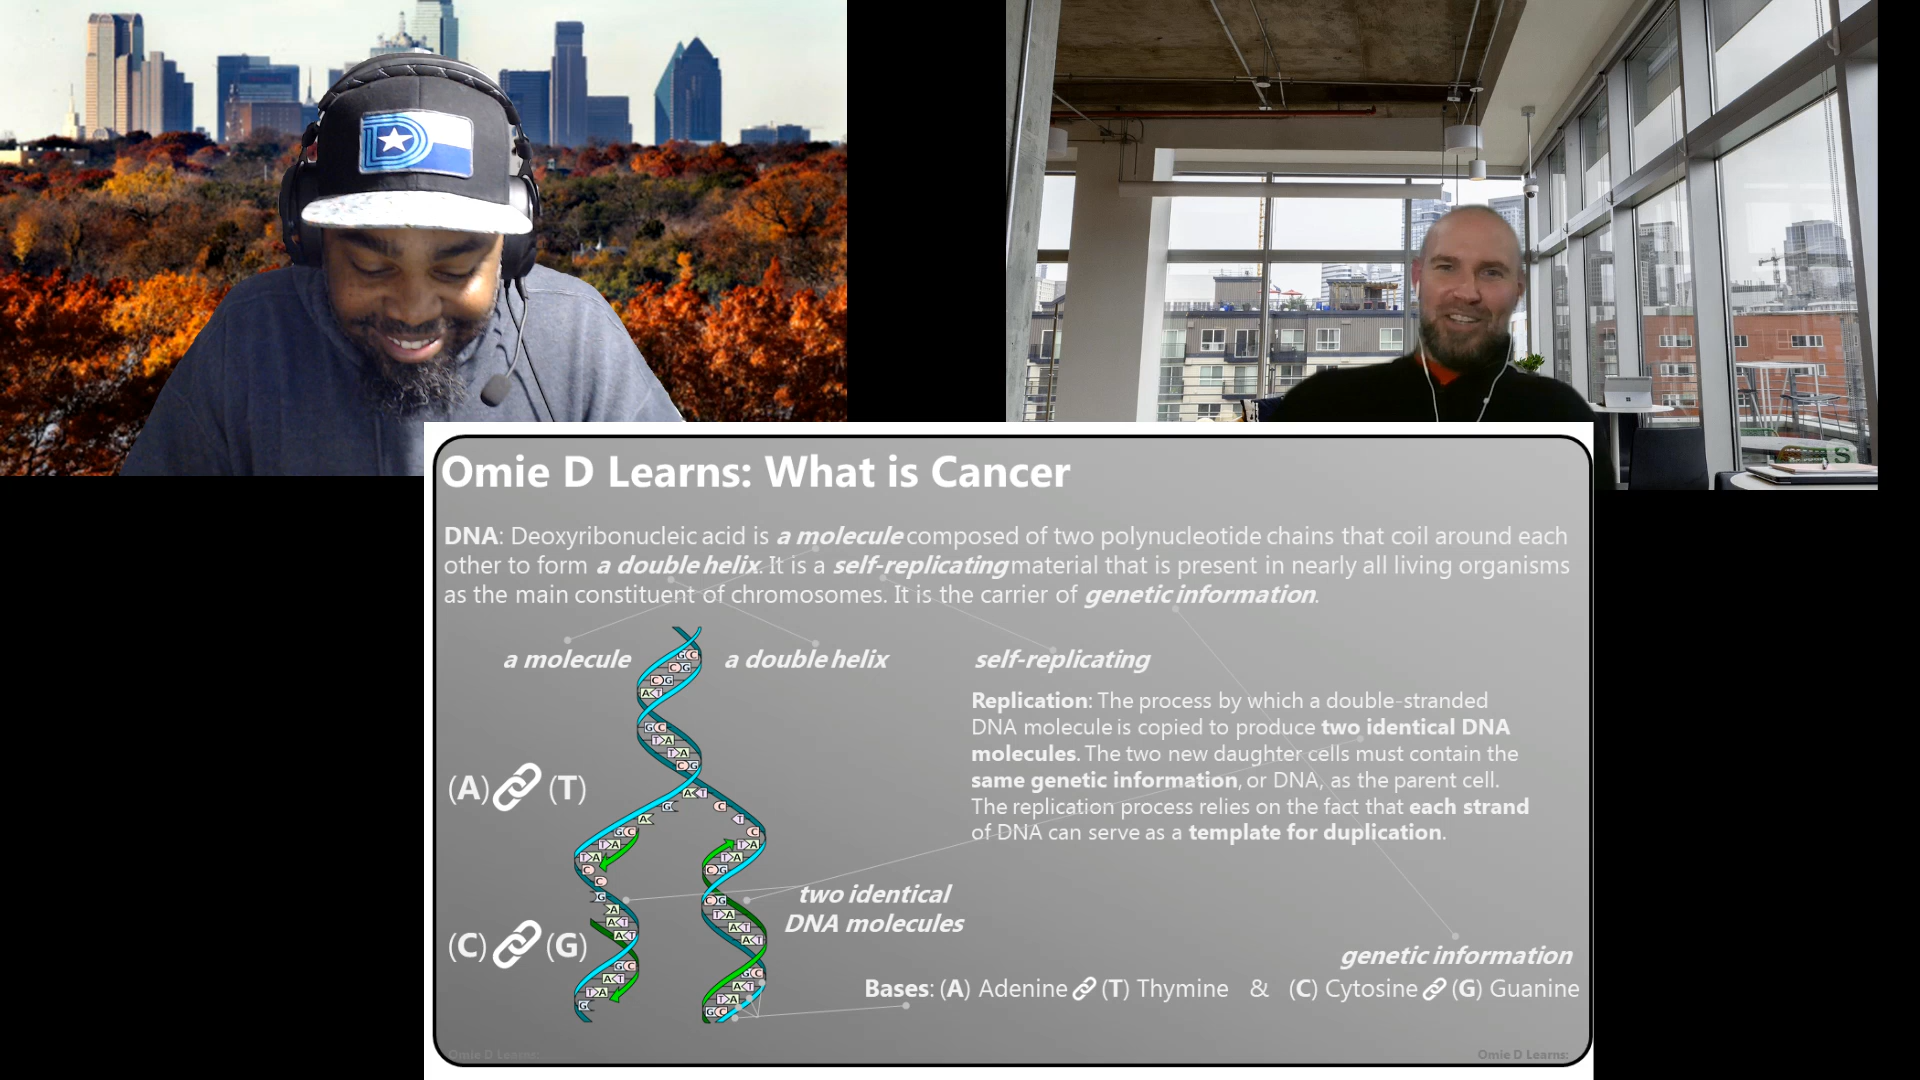 Omie D Learns: What is Cancer
DNA: Deoxyribonucleic acid is a molecule composed of two polynucleotide chains that coil around each
other to form a double helix. It is a self-replicating material that is present in nearly all living organisms
as the main constituent of chromosomes. It is the carrier of genetic information.
a molecule
a double helix
self-replicating
Replication: The process by which a double-stranded
DNA molecule is copied to produce two identical DNA
molecules. The two new daughter cells must contain the
same genetic information, or DNA, as the parent cell.
The replication process relies on the fact that each strand
of DNA can serve as a template for duplication.
(A) (T)
two identical
DNA molecules
(C) (G)
genetic information
Bases: (A) Adenine (T) Thymine & (C) Cytosine (G) Guanine
Omie D Learns:
Omie D Learns: